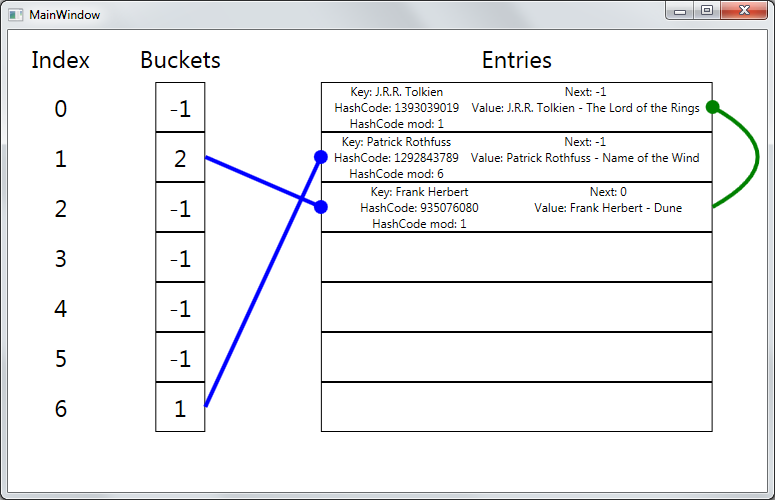 MainWindow
Index Buckets Entries
0 -1
Key: J.R.R. Tolkien Next: -1
HashCode: 1393039019 Value: J.R.R. Tolkien - The Lord of the Rings
HashCode mod: 1
1 2
Key: Patrick Rothfuss Next: -1
HashCode: 1292843789 Value: Patrick Rothfuss - Name of the Wind
HashCode mod: 6
2 -1
Key: Frank Herbert Next: 0
HashCode: 935076080 Value: Frank Herbert - Dune
HashCode mod: 1
3 -1
4 -1
5 -1
6 1